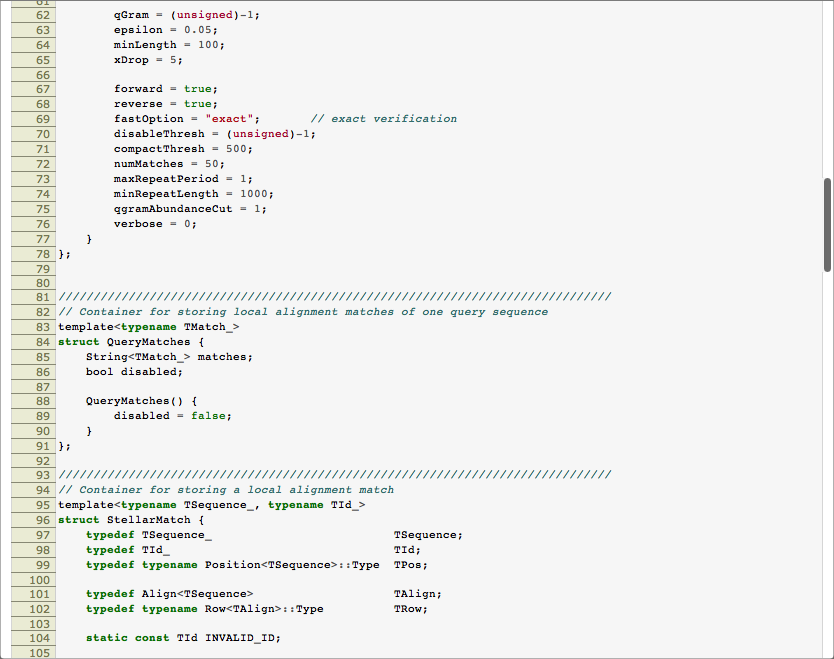 61
62 qGram = (unsigned)-1;
63 epsilon = 0.05;
64 minLength = 100;
65 xDrop = 5;
66
67 forward = true;
68 reverse = true;
69 fastOption = "exact"; // exact verification
70 disableThresh = (unsigned)-1;
71 compactThresh = 500;
72 numMatches = 50;
73 maxRepeatPeriod = 1;
74 minRepeatLength = 1000;
75 qgramAbundanceCut = 1;
76 verbose = 0;
77 }
78 };
79
80
81 ///////////////////////////////////////////////////////////////////////////////
82 // Container for storing local alignment matches of one query sequence
83 template<typename TMatch_>
84 struct QueryMatches {
85 String<TMatch_> matches;
86 bool disabled;
87
88 QueryMatches() {
89 disabled = false;
90 }
91 };
92
93 ///////////////////////////////////////////////////////////////////////////////
94 // Container for storing a local alignment match
95 template<typename TSequence_, typename TId_>
96 struct StellarMatch {
97 typedef TSequence_ TSequence;
98 typedef TId_ TId;
99 typedef typename Position<TSequence>::Type TPos;
100
101 typedef Align<TSequence> TAlign;
102 typedef typename Row<TAlign>::Type TRow;
103
104 static const TId INVALID_ID;
105